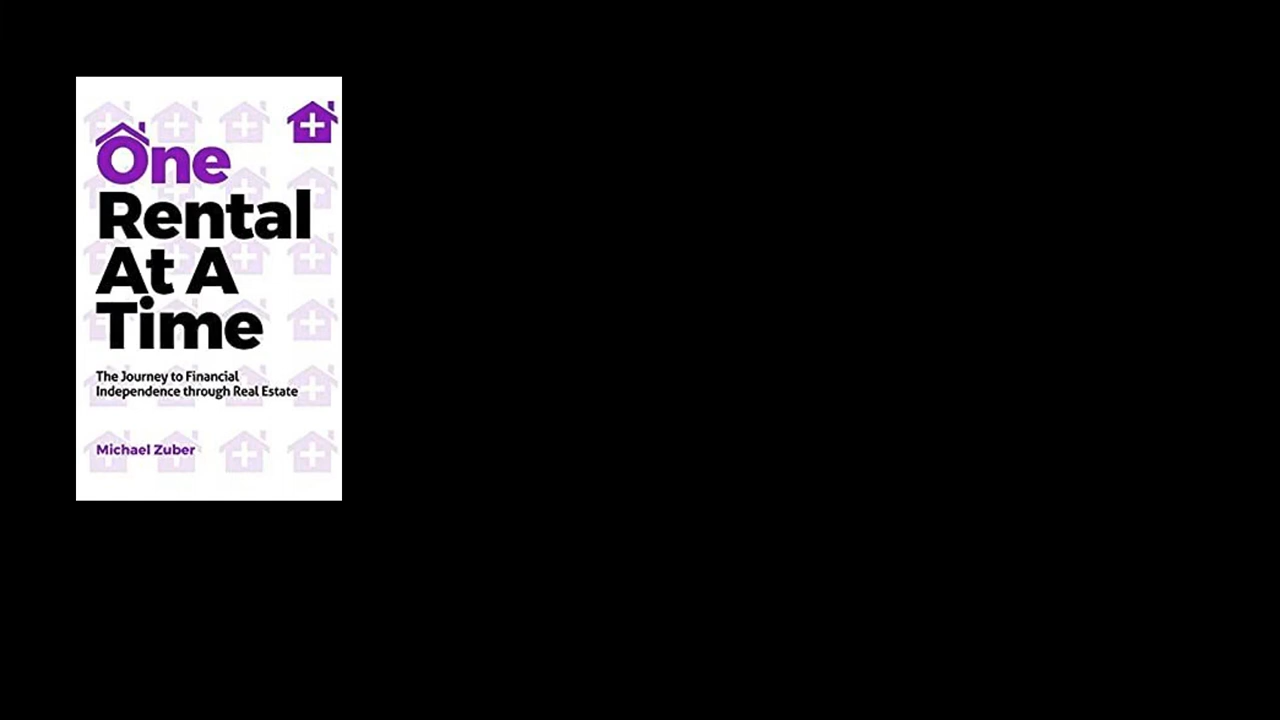 One
Rental
At A
Time
The Journey to Financial
Independence through Real Estate
Michael Zuber